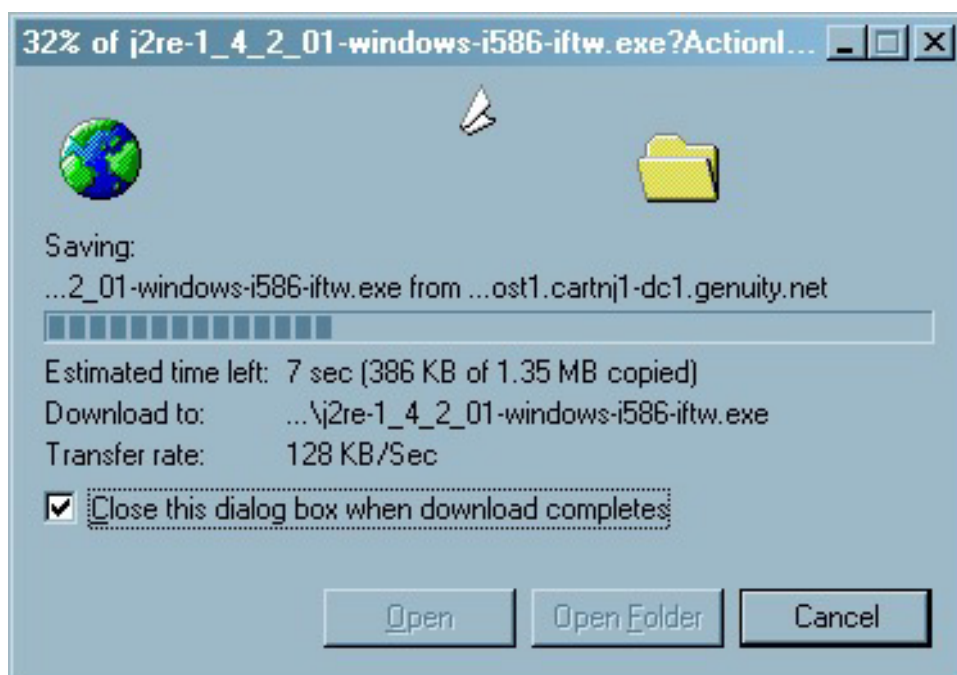 32% of j2re-1_4_2_01-windows-i586-iftw.exe?ActionI...
Saving:
...2_01-windows-i586-iftw.exe from ...ost1.cartnj1-dc1.genuity.net
Estimated time left: 7 sec (386 KB of 1.35 MB copied)
Download to: ...\j2re-1_4_2_01-windows-i586-iftw.exe
Transfer rate: 128 KB/Sec
Close this dialog box when download completes
Open Open Folder Cancel